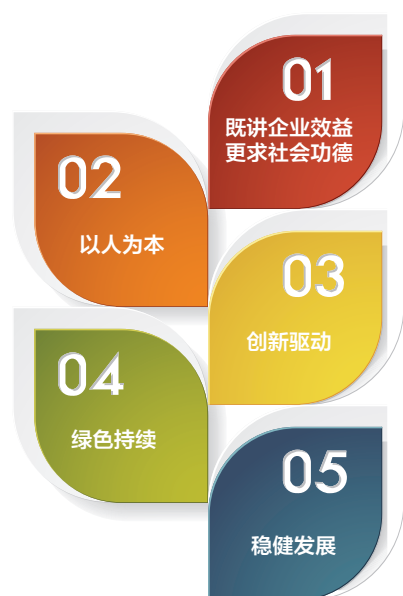 01
既讲企业效益
更求社会功德
02
以人为本
03
创新驱动
04
绿色持续
05
稳健发展